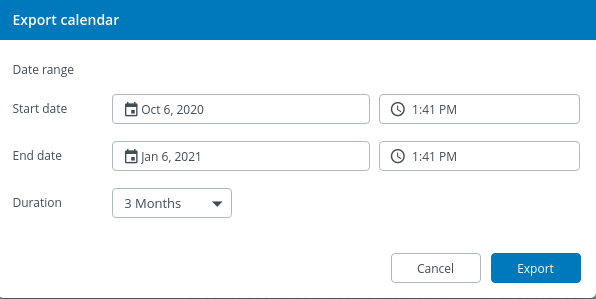 Export calendar
Date range
Start date Oct 6, 2020 1:41 PM
End date Jan 6, 2021 1:41 PM
Duration 3 Months
Cancel Export